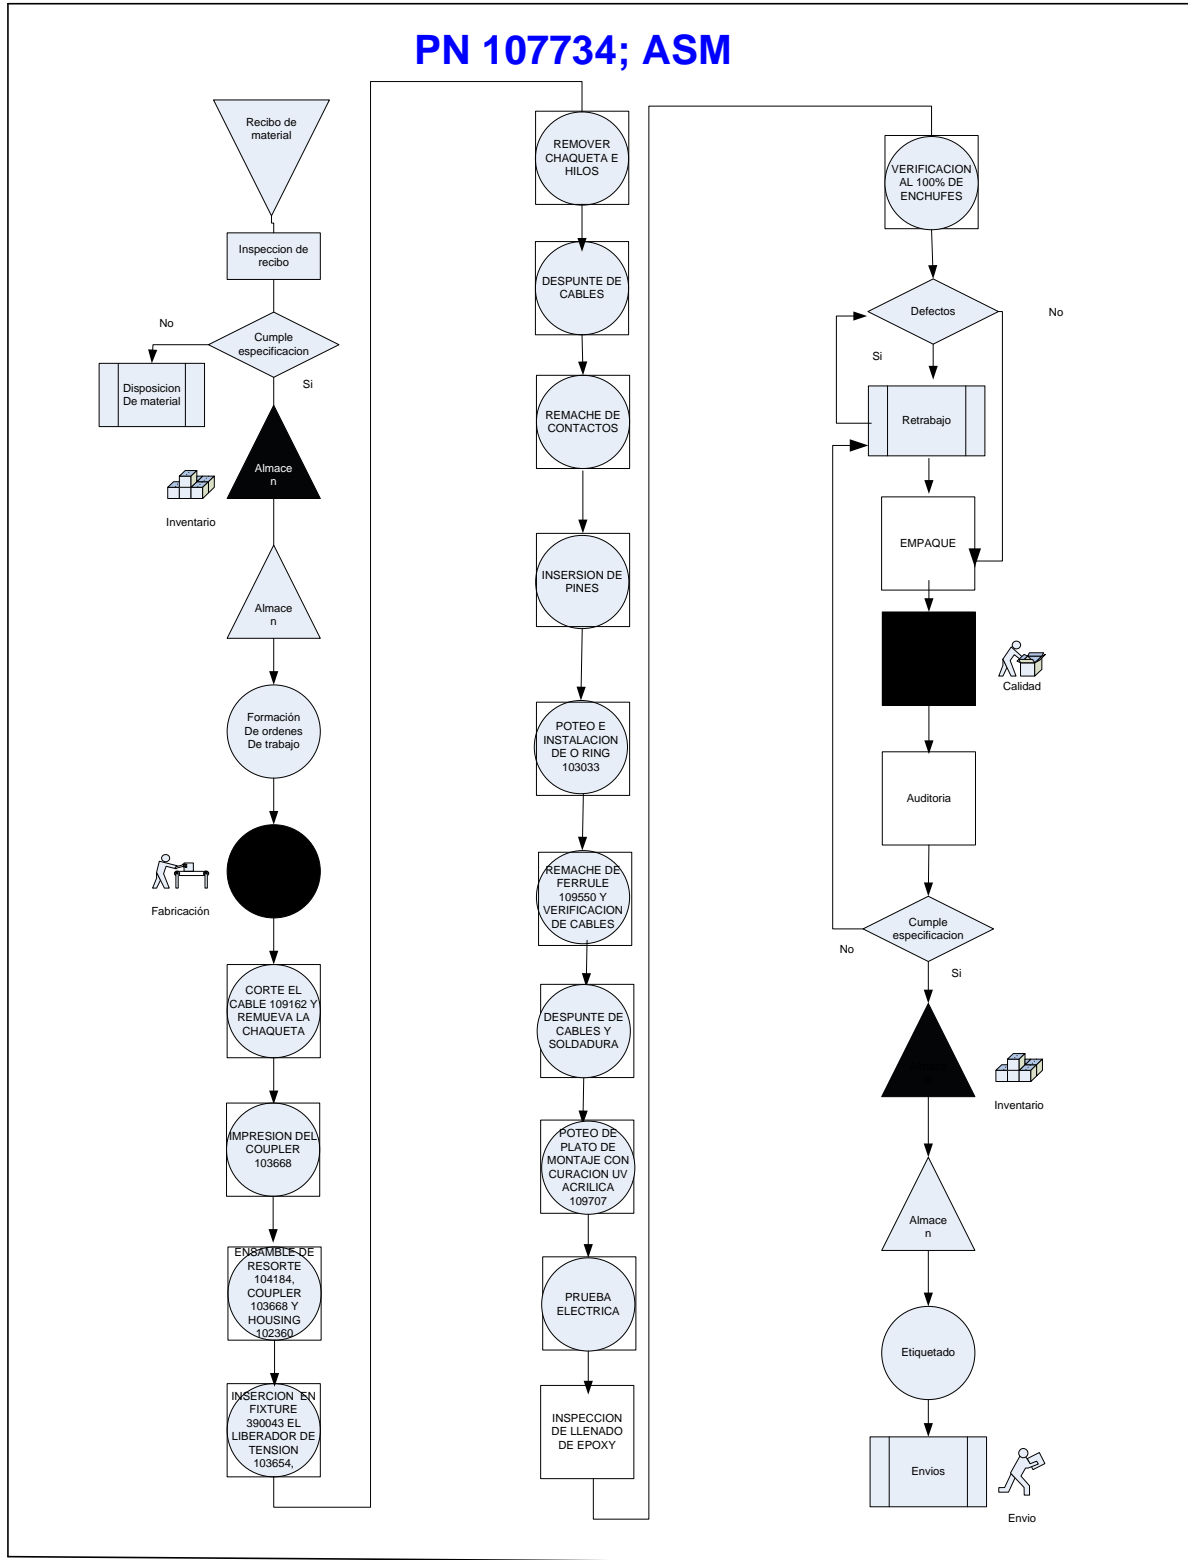 PN 107734; ASM
Recibo de
material
Inspeccion de
recibo
No
Cumple
especificacion
Si
Disposicion
De material
Almace
n
Inventario
Almace
n
Formación
De ordenes
De trabajo
Fabricación
CORTE EL
CABLE 109162 Y
REMUEVA LA
CHAQUETA
IMPRESION DEL
COUPLER
103668
ENSAMBLE DE
RESORTE
104184,
COUPLER
103668 Y
HOUSING
102360
INSERCION EN
FIXTURE
390043 EL
LIBERADOR DE
TENSION
103654,
REMOVER
CHAQUETA E
HILOS
DESPUNTE DE
CABLES
REMACHE DE
CONTACTOS
INSERSION DE
PINES
POTEO E
INSTALACION
DE O RING
103033
REMACHE DE
FERRULE
109550 Y
VERIFICACION
DE CABLES
DESPUNTE DE
CABLES Y
SOLDADURA
POTEO DE
PLATO DE
MONTAJE CON
CURACION UV
ACRILICA
109707
PRUEBA
ELECTRICA
INSPECCION
DE LLENADO
DE EPOXY
VERIFICACION
AL 100% DE
ENCHUFES
Defectos
No
Si
Retrabajo
EMPAQUE
Calidad
Auditoria
Cumple
especificacion
No
Si
Inventario
Almace
n
Etiquetado
Envios
Envio